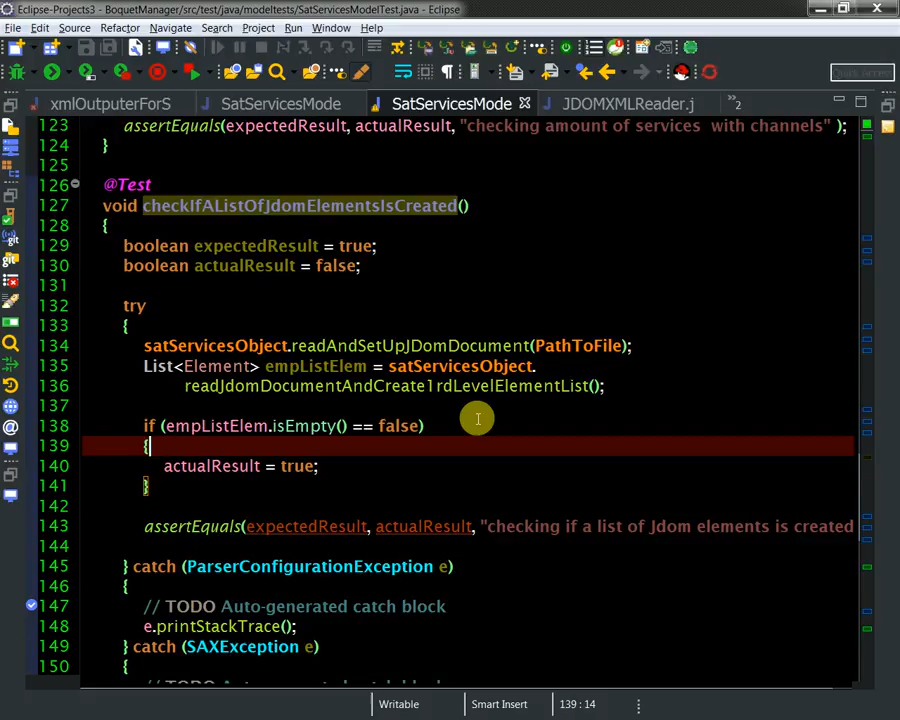 Eclipse-Projects3 - BoquetManager/src/test/java/modeltests/SatServicesModelTest.java - Eclipse
File Edit Source Refactor Navigate Search Project Run Window Help
Quick Access
xmlOutputerForS SatServicesMode SatServicesMode JDOMXMLReader.j »2
123 assertEquals(expectedResult, actualResult, "checking amount of services  with channels" );
124 }
125
126 @Test
127 void checkIfAListOfJdomElementsIsCreated()
128 {
129 boolean expectedResult = true;
130 boolean actualResult = false;
131
132 try
133 {
134 satServicesObject.readAndSetUpJDomDocument(PathToFile);
135 List<Element> empListElem = satServicesObject.
136 readJdomDocumentAndCreate1rdLevelElementList();
137
138 if (empListElem.isEmpty() == false)
139 {
140 actualResult = true;
141 }
142
143 assertEquals(expectedResult, actualResult, "checking if a list of Jdom elements is created
144
145 } catch (ParserConfigurationException e)
146 {
147 // TODO Auto-generated catch block
148 e.printStackTrace();
149 } catch (SAXException e)
150 {
Writable Smart Insert 139 : 14